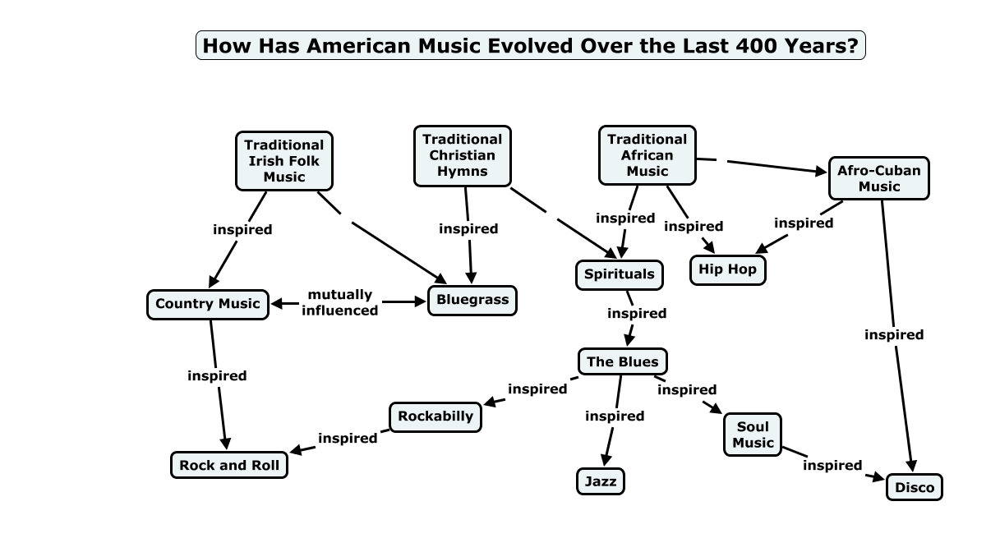 How Has American Music Evolved Over the Last 400 Years?
Traditional
Irish Folk
Music
Traditional
Christian
Hymns
Traditional
African
Music
Afro-Cuban
Music
inspired
inspired
inspired
inspired
inspired
Spirituals
Hip Hop
Country Music
mutually
influenced
Bluegrass
inspired
inspired
The Blues
inspired
inspired
inspired
Rockabilly
inspired
Soul
Music
inspired
Rock and Roll
inspired
Jazz
Disco